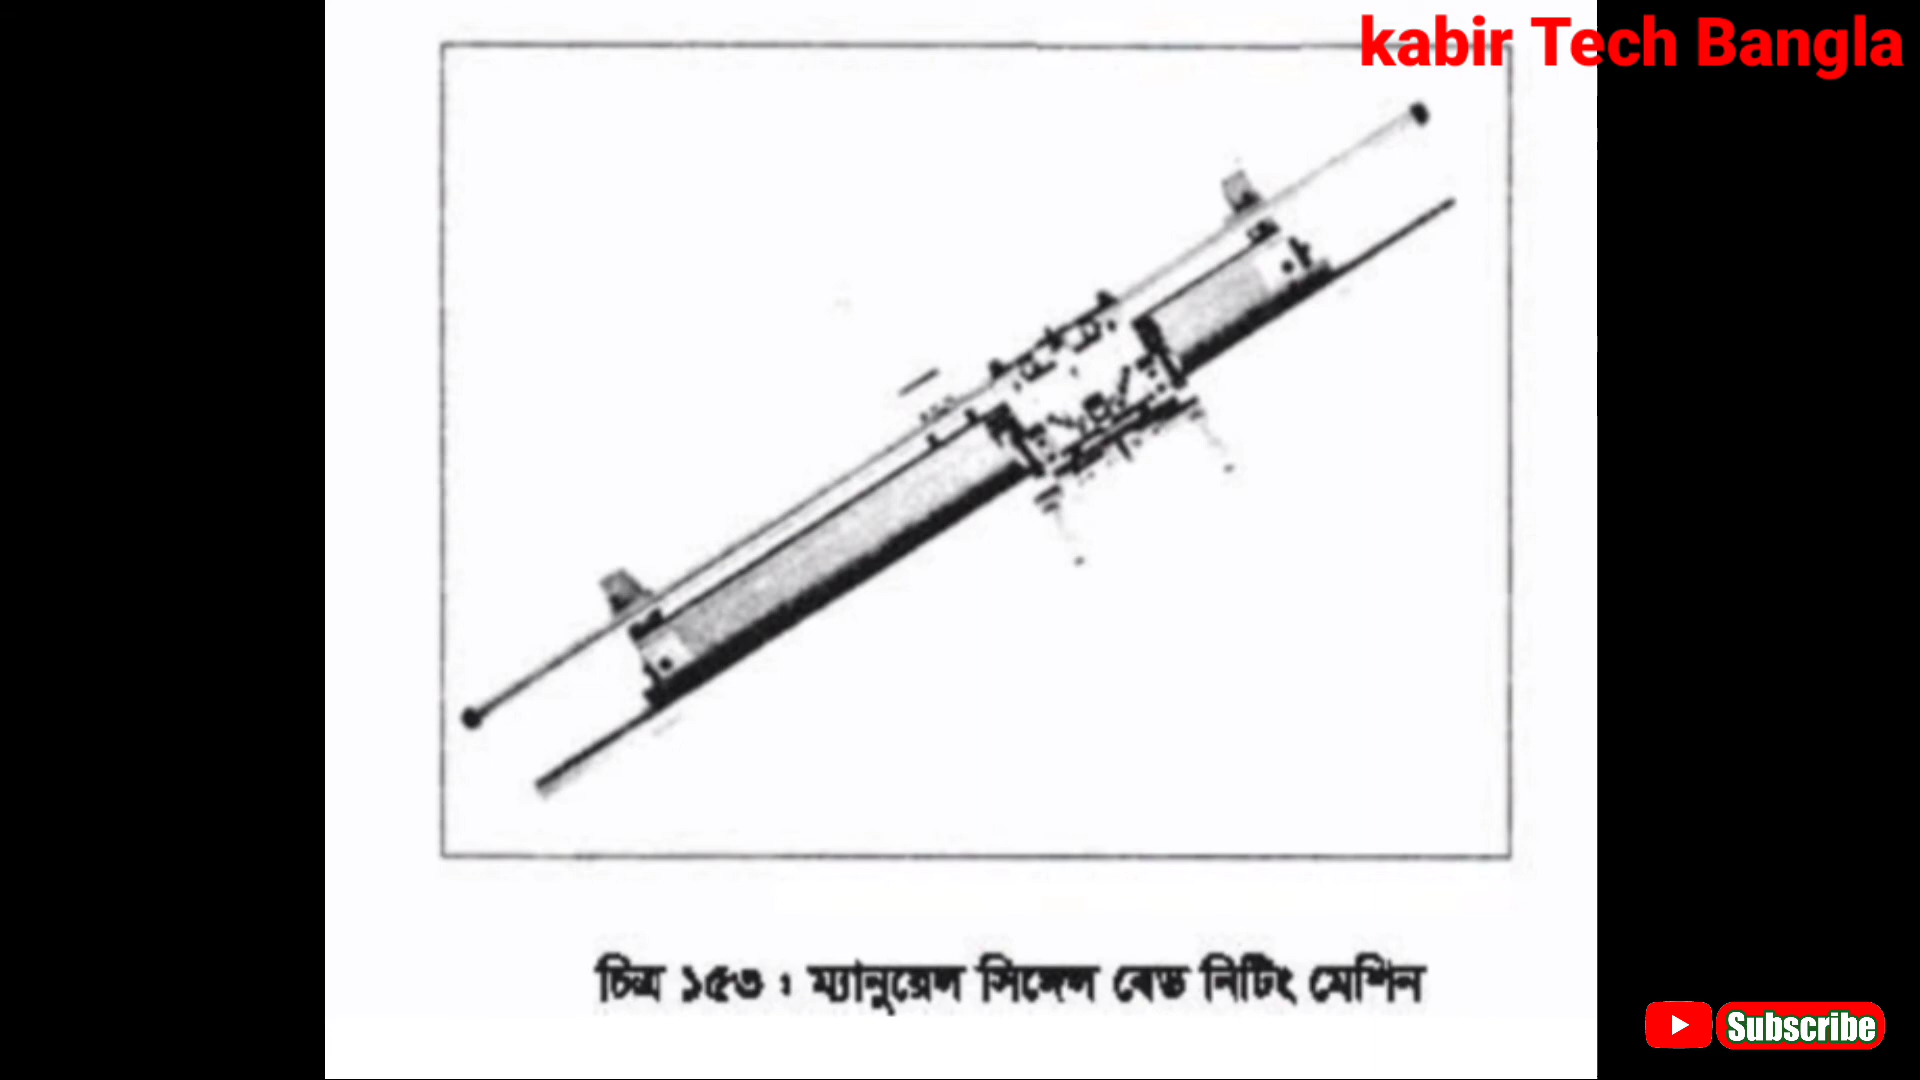 kabir Tech Bangla
চিত্র ১৫৩ : ম্যানুয়েল সিঙ্গেল বেড নিটিং মেশিন
Subscribe